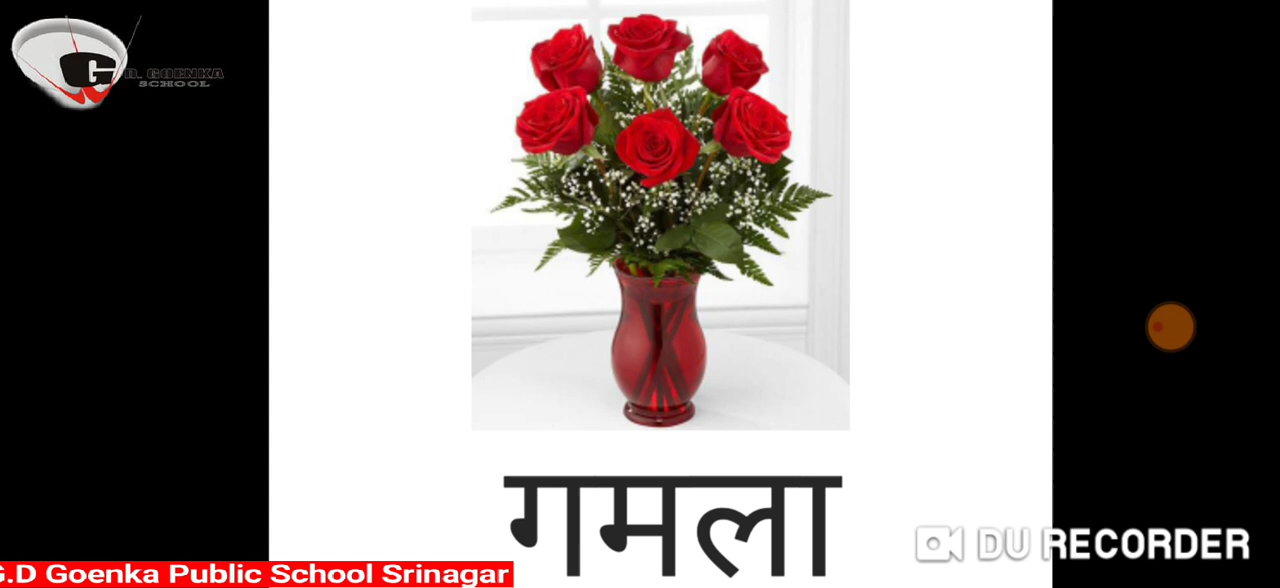 G
D. GOENKA
SCHOOL
गमला
DU RECORDER
G.D Goenka Public School Srinagar